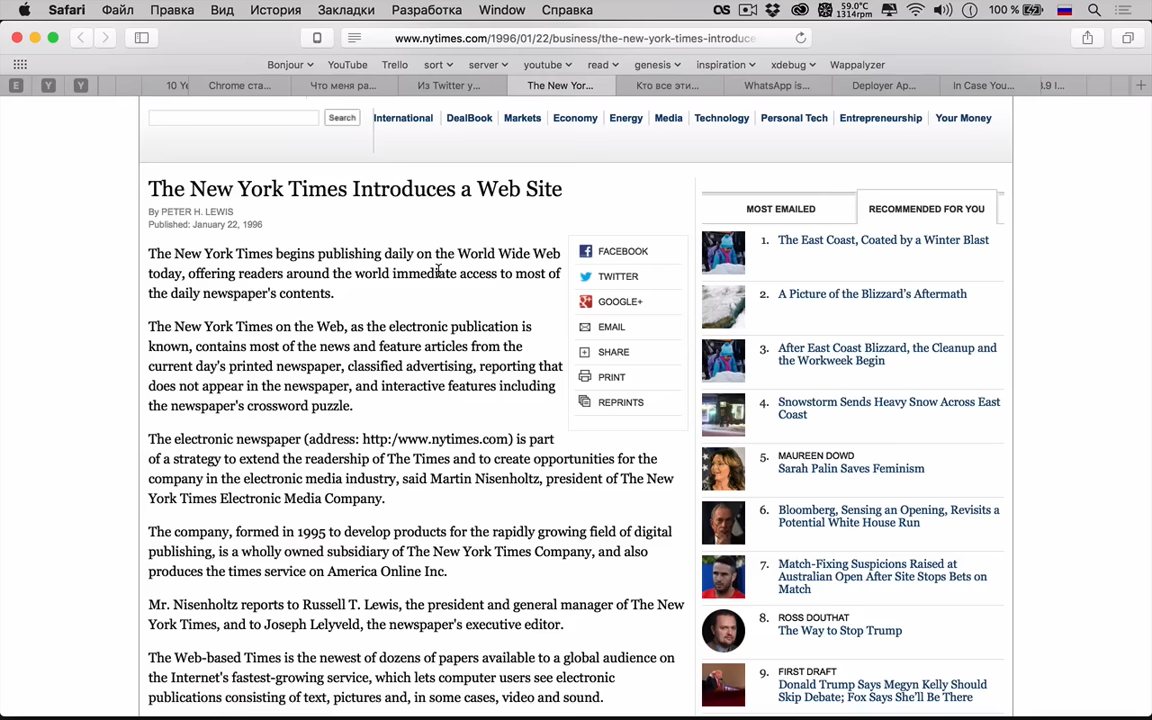 Safari Файл Правка Вид История Закладки Разработка Window Справка
59.0°C
1314rpm
100 %
www.nytimes.com/1996/01/22/business/the-new-york-times-introduce
Bonjour YouTube Trello sort server youtube read genesis inspiration xdebug Wappalyzer
E Y Y 10 Ye Chrome ста... Что меня ра... Из Twitter у... The New Yor... Кто все эти... WhatsApp is... Deployer Ap... In Case You... .9 I...
Search
International DealBook Markets Economy Energy Media Technology Personal Tech Entrepreneurship Your Money
The New York Times Introduces a Web Site
By PETER H. LEWIS
Published: January 22, 1996
The New York Times begins publishing daily on the World Wide Web
today, offering readers around the world immediate access to most of
the daily newspaper's contents.
The New York Times on the Web, as the electronic publication is
known, contains most of the news and feature articles from the
current day's printed newspaper, classified advertising, reporting that
does not appear in the newspaper, and interactive features including
the newspaper's crossword puzzle.
The electronic newspaper (address: http:/www.nytimes.com) is part
of a strategy to extend the readership of The Times and to create opportunities for the
company in the electronic media industry, said Martin Nisenholtz, president of The New
York Times Electronic Media Company.
The company, formed in 1995 to develop products for the rapidly growing field of digital
publishing, is a wholly owned subsidiary of The New York Times Company, and also
produces the times service on America Online Inc.
Mr. Nisenholtz reports to Russell T. Lewis, the president and general manager of The New
York Times, and to Joseph Lelyveld, the newspaper's executive editor.
The Web-based Times is the newest of dozens of papers available to a global audience on
the Internet's fastest-growing service, which lets computer users see electronic
publications consisting of text, pictures and, in some cases, video and sound.
FACEBOOK
TWITTER
GOOGLE+
EMAIL
SHARE
PRINT
REPRINTS
MOST EMAILED
RECOMMENDED FOR YOU
1. The East Coast, Coated by a Winter Blast
2. A Picture of the Blizzard's Aftermath
3. After East Coast Blizzard, the Cleanup and
the Workweek Begin
4. Snowstorm Sends Heavy Snow Across East
Coast
5. MAUREEN DOWD
Sarah Palin Saves Feminism
6. Bloomberg, Sensing an Opening, Revisits a
Potential White House Run
7. Match-Fixing Suspicions Raised at
Australian Open After Site Stops Bets on
Match
8. ROSS DOUTHAT
The Way to Stop Trump
9. FIRST DRAFT
Donald Trump Says Megyn Kelly Should
Skip Debate; Fox Says She'll Be There